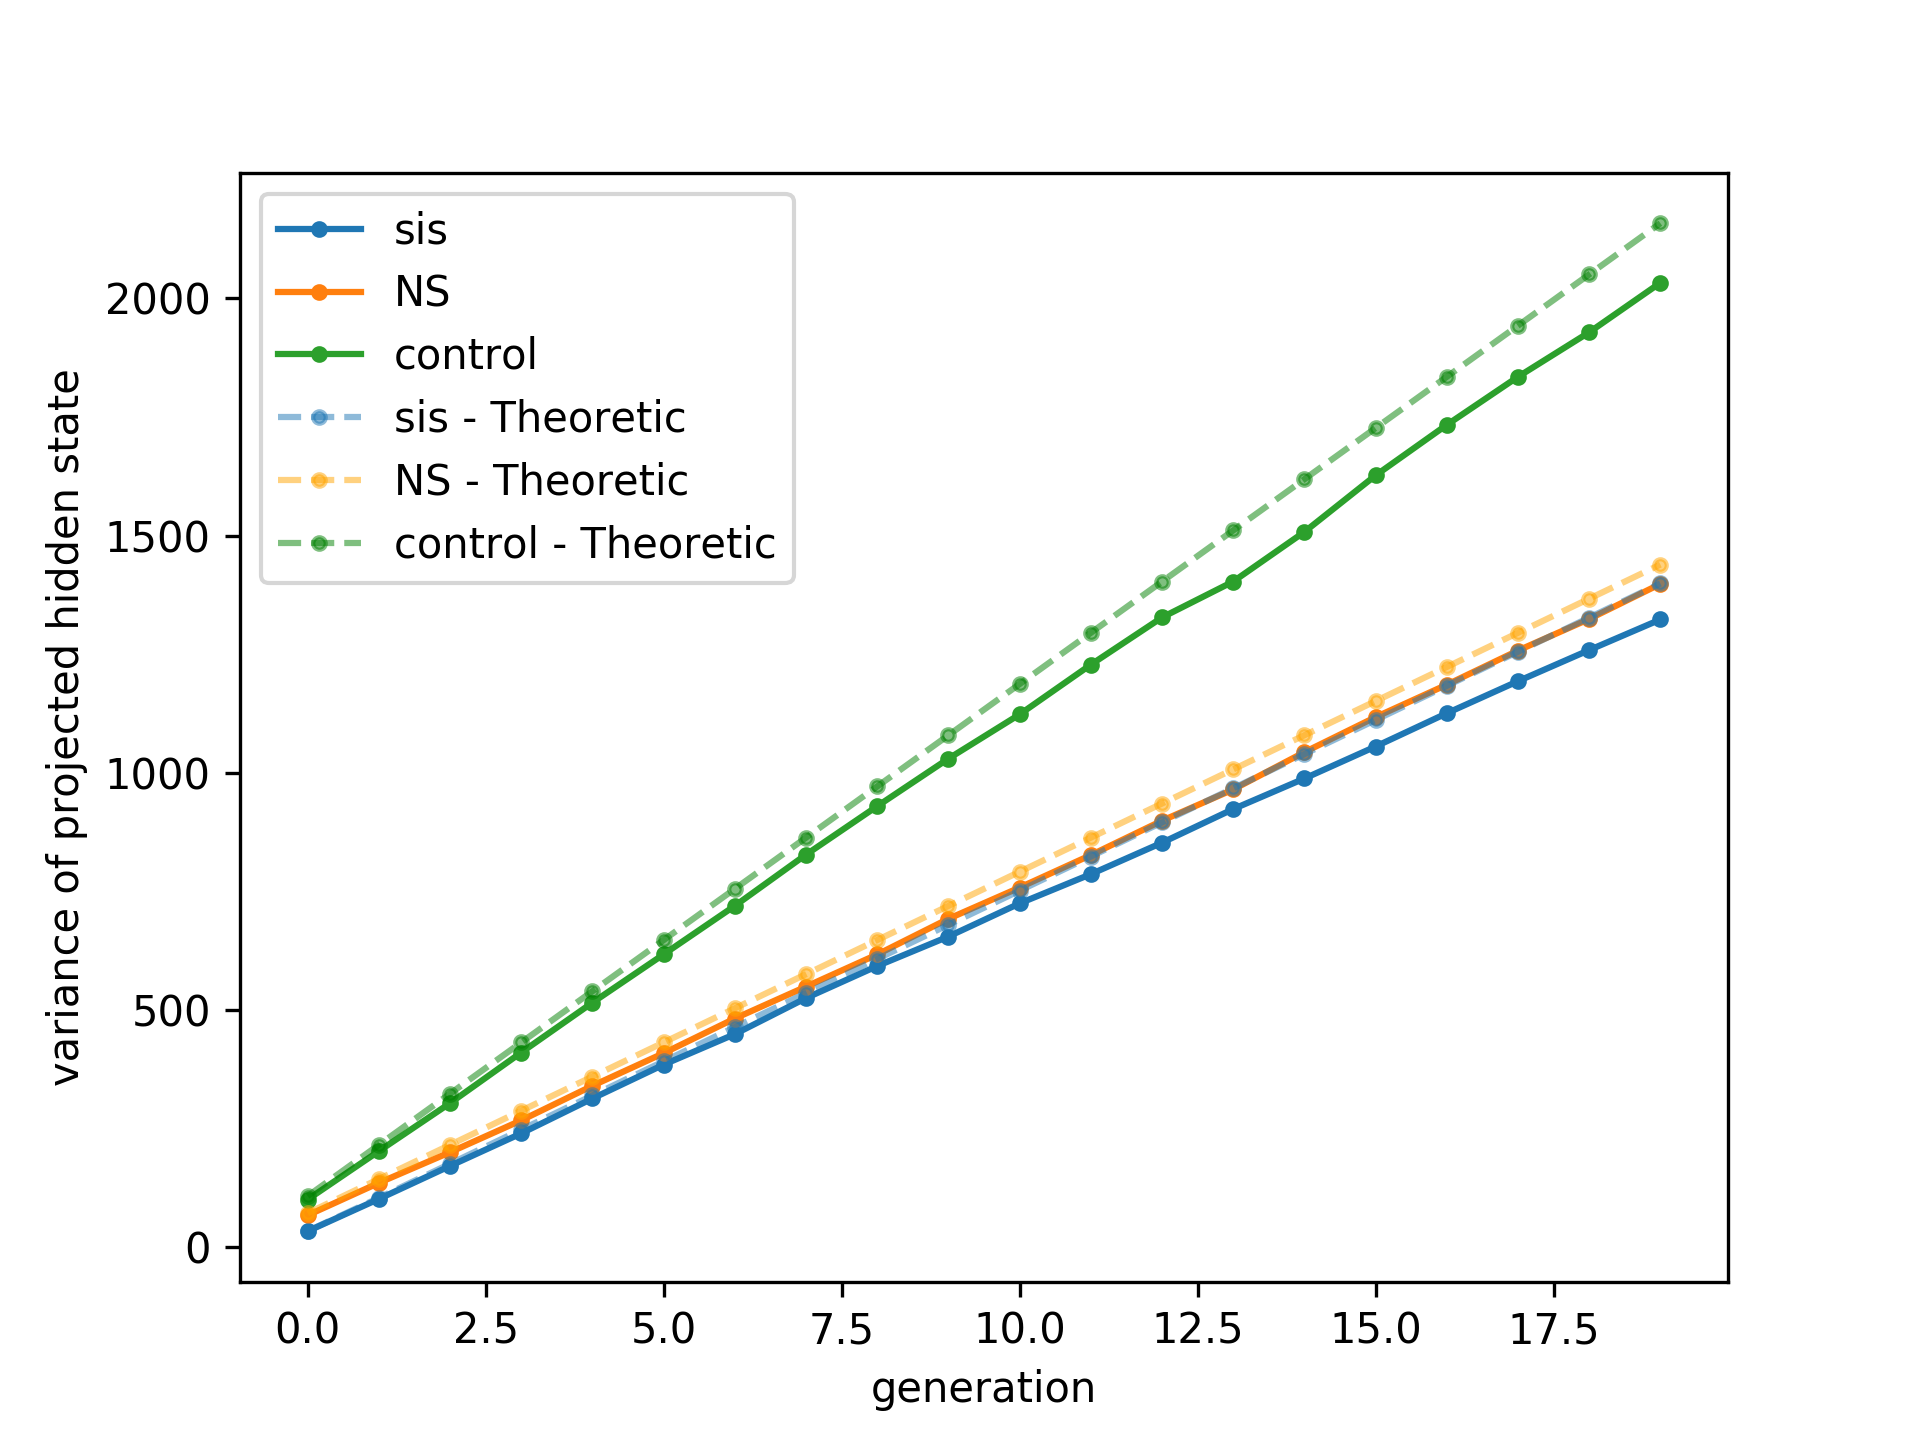 sis
NS
control
sis - Theoretic
NS - Theoretic
control - Theoretic
variance of projected hidden state
2000
1500
1000
500
0
0.0 2.5 5.0 7.5 10.0 12.5 15.0 17.5
generation